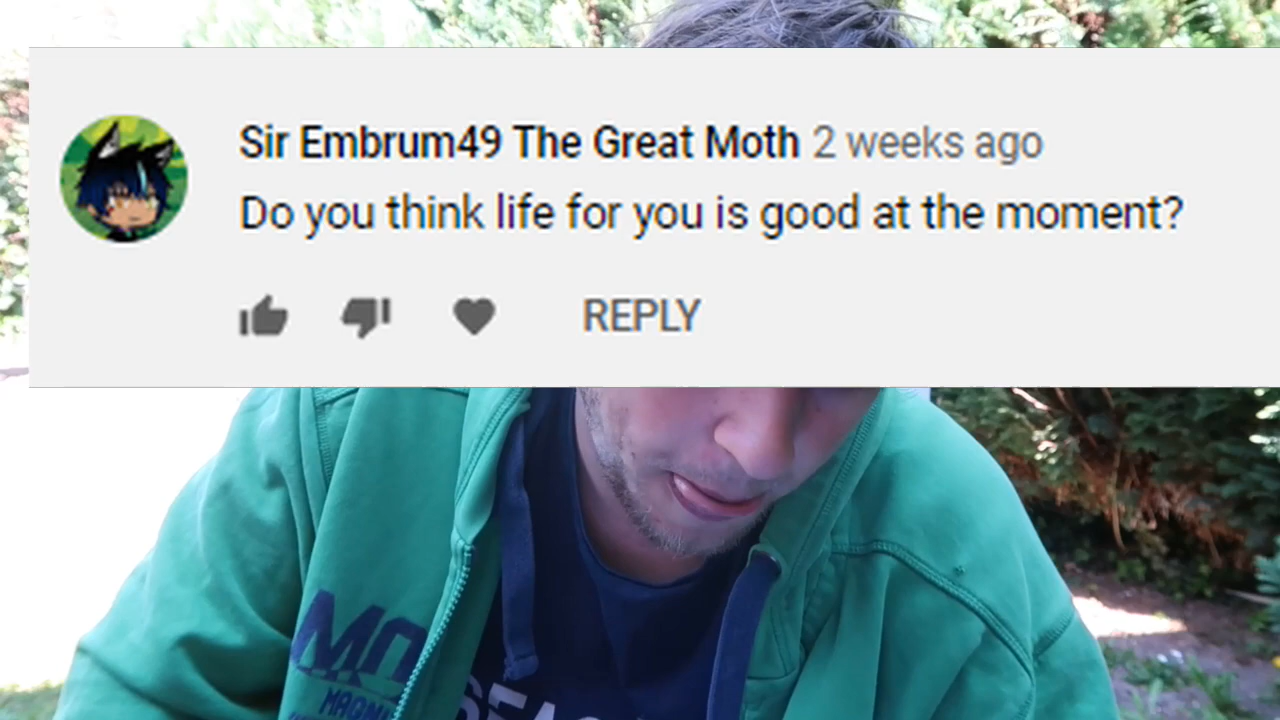 Sir Embrum49 The Great Moth 2 weeks ago
Do you think life for you is good at the moment?
REPLY